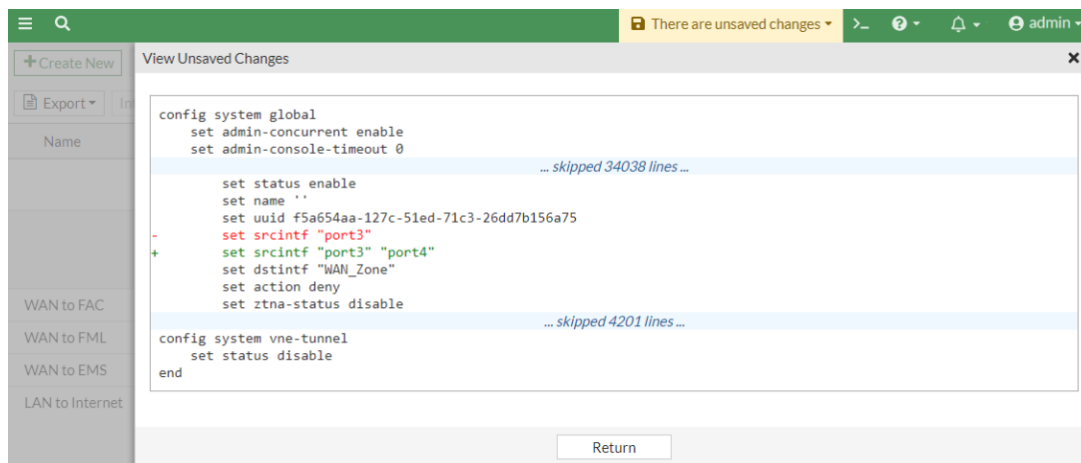 There are unsaved changes
admin
Create New
View Unsaved Changes
Export
Name
config system global
set admin-concurrent enable
set admin-console-timeout 0
... skipped 34038 lines ...
set status enable
set name ''
set uuid f5a654aa-127c-51ed-71c3-26dd7b156a75
- set srcintf "port3"
+ set srcintf "port3" "port4"
set dstintf "WAN_Zone"
set action deny
set ztna-status disable
... skipped 4201 lines ...
config system vne-tunnel
set status disable
end
WAN to FAC
WAN to FML
WAN to EMS
LAN to Internet
Return